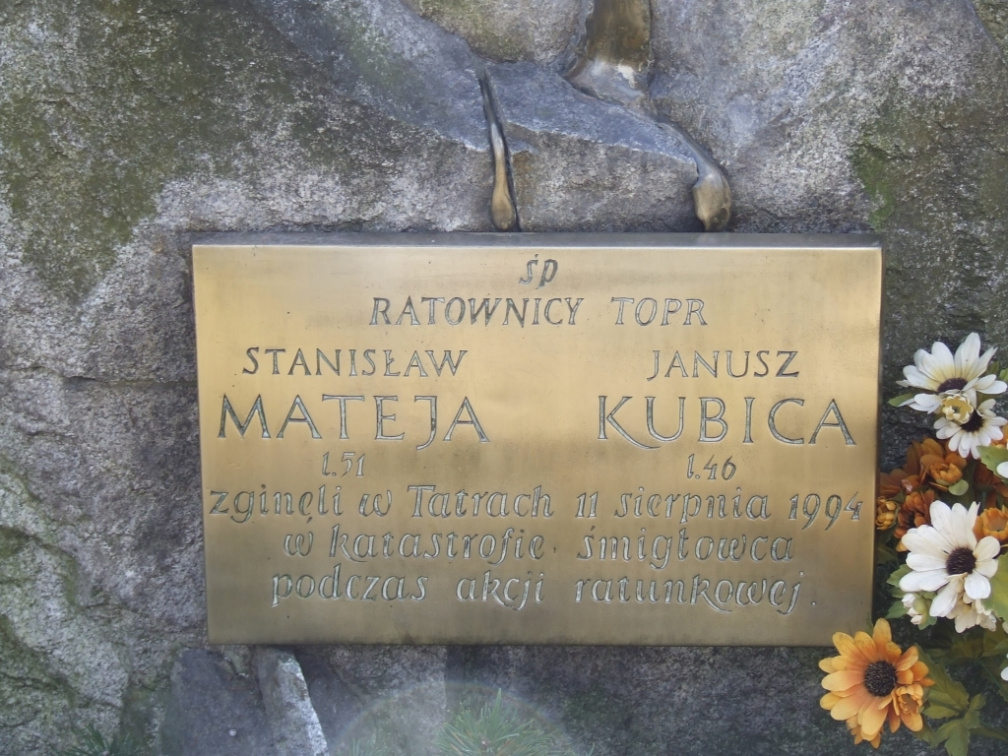 śp
RATOWNICY TOPR
STANISŁAW JANUSZ
MATEJA KUBICA
l.51 l.46
zginęli w Tatrach 11 sierpnia 1994
w katastrofie śmigłowca
podczas akcji ratunkowej.